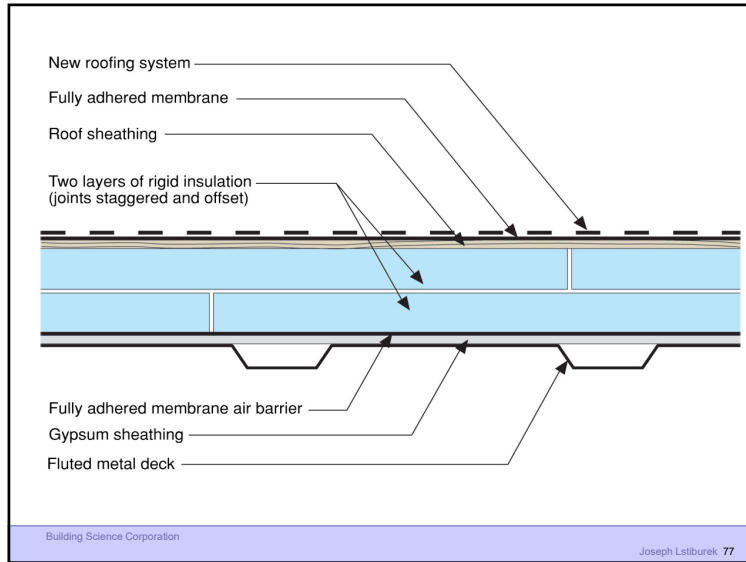 New roofing system
Fully adhered membrane
Roof sheathing
Two layers of rigid insulation
(joints staggered and offset)
Fully adhered membrane air barrier
Gypsum sheathing
Fluted metal deck
Building Science Corporation
Joseph Lstiburek 77